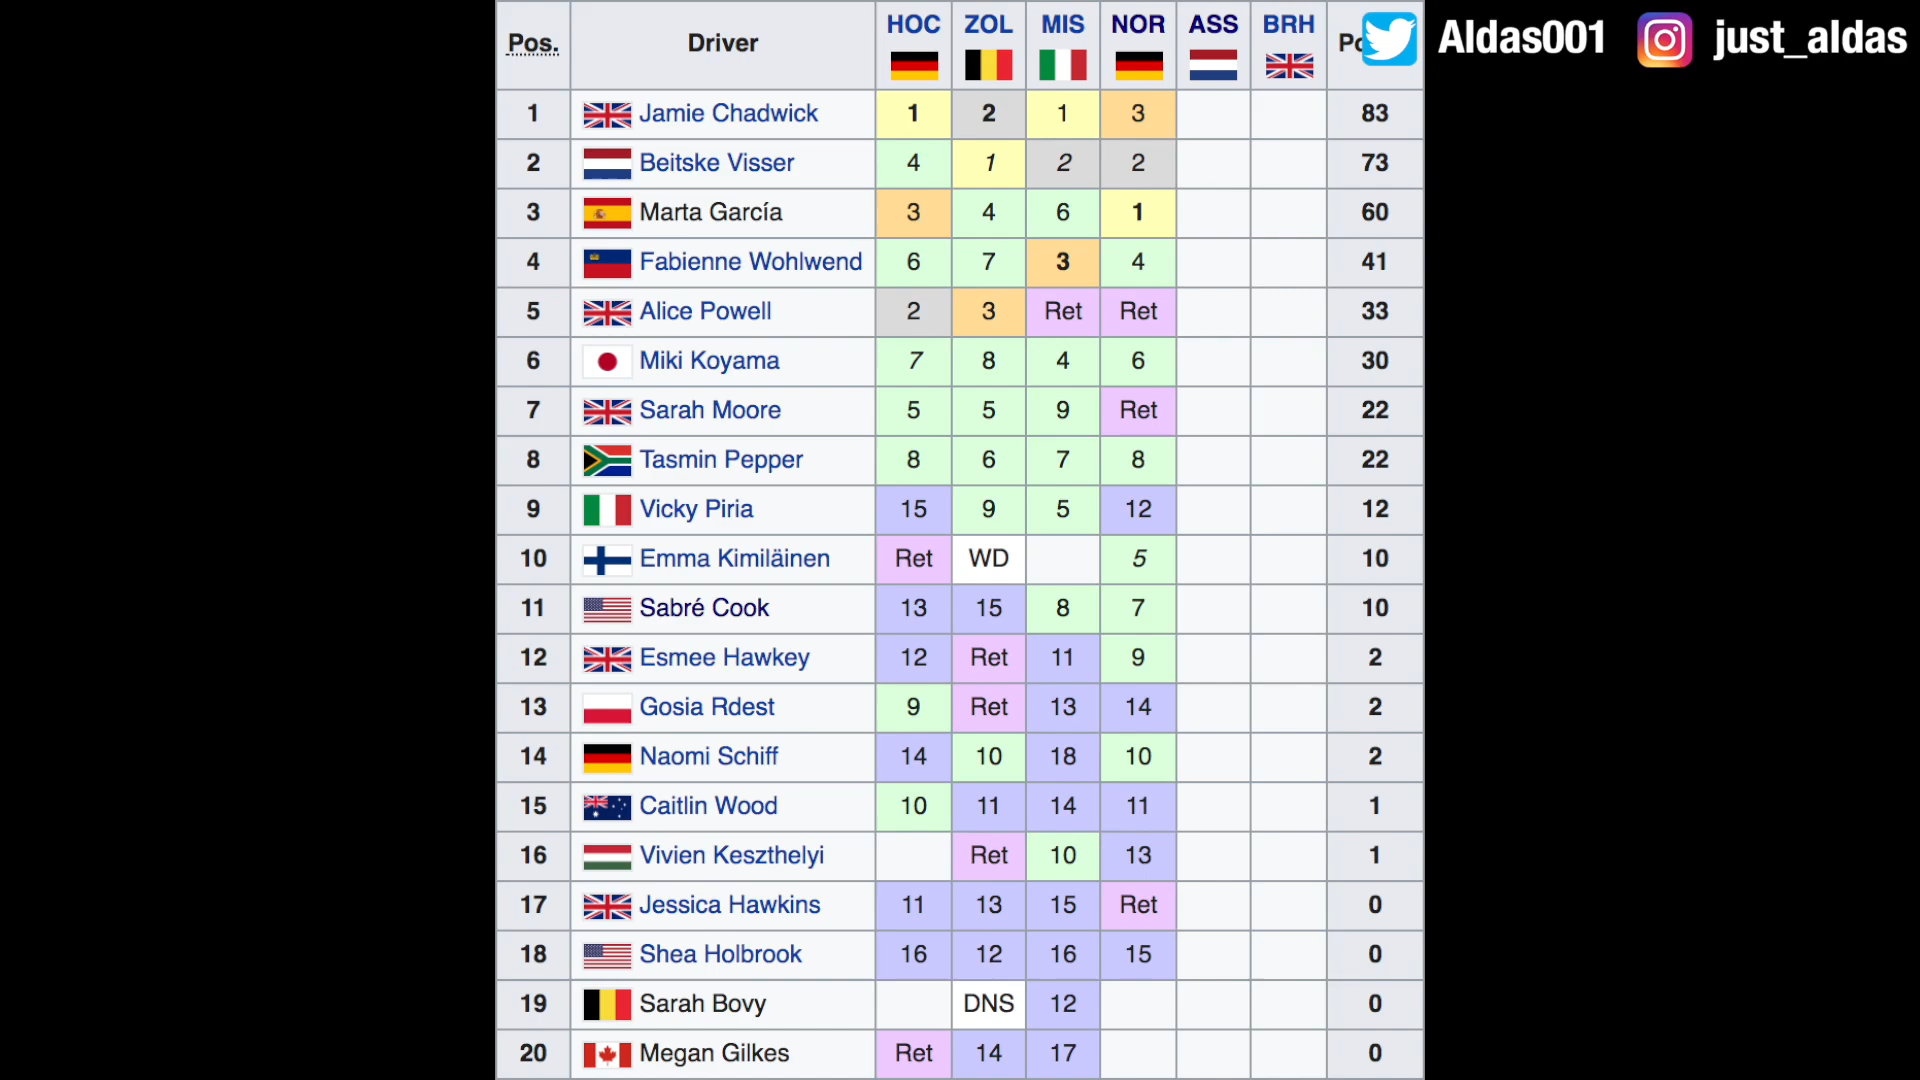 Pos. Driver HOC ZOL MIS NOR ASS BRH Po Aldas001 just_aldas
1 Jamie Chadwick 1 2 1 3 83
2 Beitske Visser 4 1 2 2 73
3 Marta García 3 4 6 1 60
4 Fabienne Wohlwend 6 7 3 4 41
5 Alice Powell 2 3 Ret Ret 33
6 Miki Koyama 7 8 4 6 30
7 Sarah Moore 5 5 9 Ret 22
8 Tasmin Pepper 8 6 7 8 22
9 Vicky Piria 15 9 5 12 12
10 Emma Kimiläinen Ret WD 5 10
11 Sabré Cook 13 15 8 7 10
12 Esmee Hawkey 12 Ret 11 9 2
13 Gosia Rdest 9 Ret 13 14 2
14 Naomi Schiff 14 10 18 10 2
15 Caitlin Wood 10 11 14 11 1
16 Vivien Keszthelyi Ret 10 13 1
17 Jessica Hawkins 11 13 15 Ret 0
18 Shea Holbrook 16 12 16 15 0
19 Sarah Bovy DNS 12 0
20 Megan Gilkes Ret 14 17 0